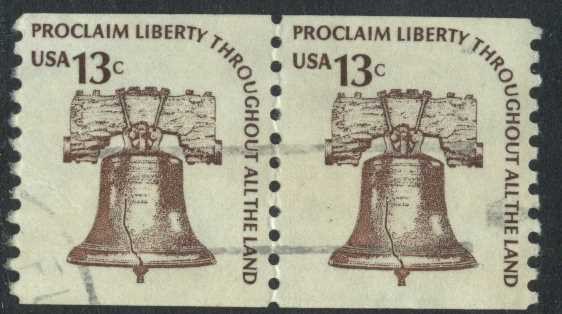 PROCLAIM LIBERTY THROUGHOUT ALL THE LAND
USA 13c
PROCLAIM LIBERTY THROUGHOUT ALL THE LAND
USA 13c